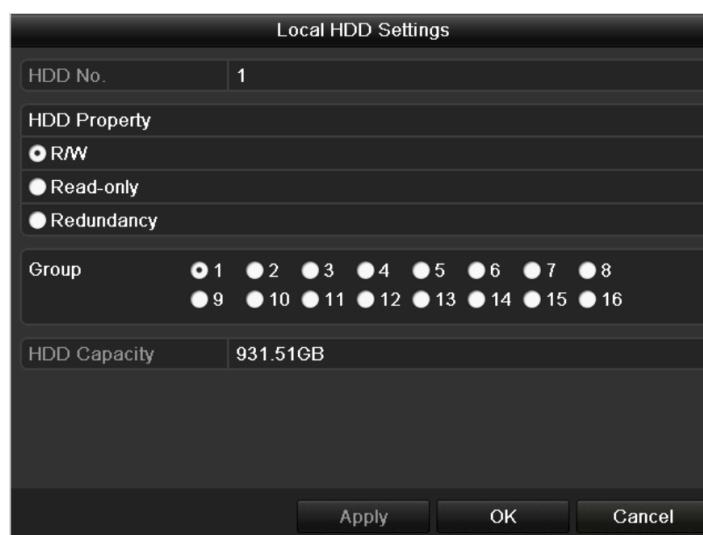 Local HDD Settings
HDD No. 1
HDD Property
R/W
Read-only
Redundancy
Group 1 2 3 4 5 6 7 8
9 10 11 12 13 14 15 16
HDD Capacity 931.51GB
Apply OK Cancel